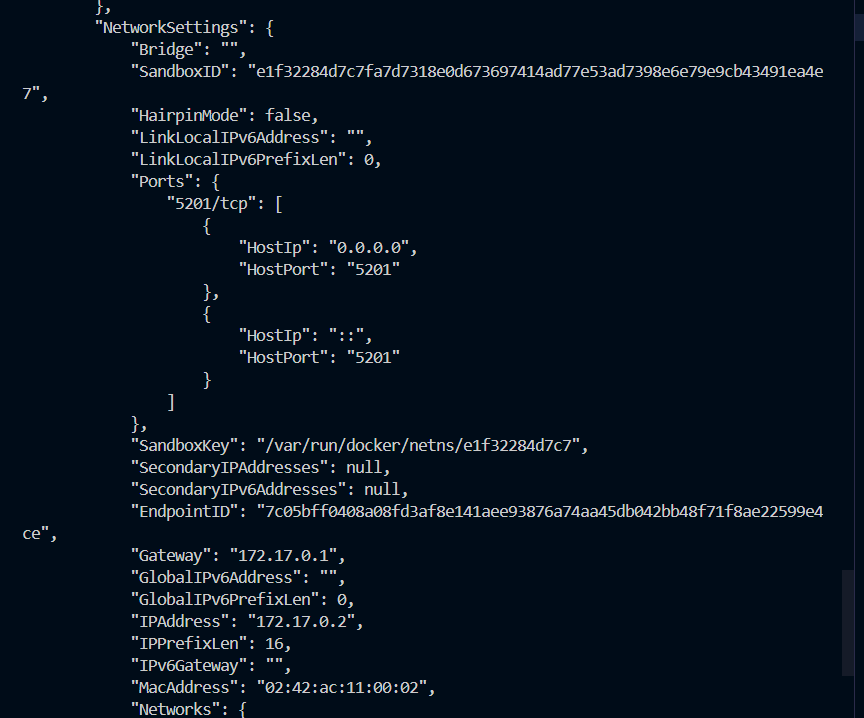 },
"NetworkSettings": {
"Bridge": "",
"SandboxID": "e1f32284d7c7fa7d7318e0d673697414ad77e53ad7398e6e79e9cb43491ea4e
7",
"HairpinMode": false,
"LinkLocalIPv6Address": "",
"LinkLocalIPv6PrefixLen": 0,
"Ports": {
"5201/tcp": [
{
"HostIp": "0.0.0.0",
"HostPort": "5201"
},
{
"HostIp": "::",
"HostPort": "5201"
}
]
},
"SandboxKey": "/var/run/docker/netns/e1f32284d7c7",
"SecondaryIPAddresses": null,
"SecondaryIPv6Addresses": null,
"EndpointID": "7c05bff0408a08fd3af8e141aee93876a74aa45db042bb48f71f8ae22599e4
ce",
"Gateway": "172.17.0.1",
"GlobalIPv6Address": "",
"GlobalIPv6PrefixLen": 0,
"IPAddress": "172.17.0.2",
"IPPrefixLen": 16,
"IPv6Gateway": "",
"MacAddress": "02:42:ac:11:00:02",
"Networks": {